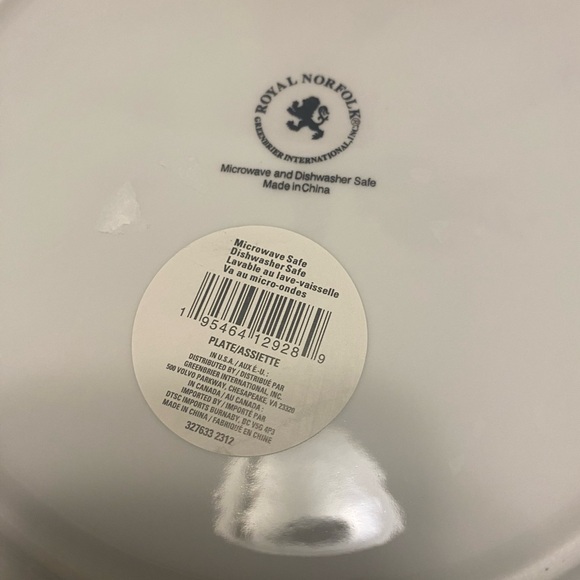 ROYAL NORFOLK®
GREENBRIER INTERNATIONAL, INC.
Microwave and Dishwasher Safe
Made in China
Microwave Safe
Dishwasher Safe
Lavable au lave-vaisselle
Va au micro-ondes
1 95464 12928 9
PLATE/ASSIETTE
IN U.S.A. / AUX É.-U. :
DISTRIBUTED BY / DISTRIBUÉ PAR
GREENBRIER INTERNATIONAL, INC.
500 VOLVO PARKWAY, CHESAPEAKE, VA 23320
IN CANADA / AU CANADA :
IMPORTED BY / IMPORTÉ PAR
DTSC IMPORTS BURNABY, BC V5G 4P3
MADE IN CHINA / FABRIQUÉ EN CHINE
327633 2312